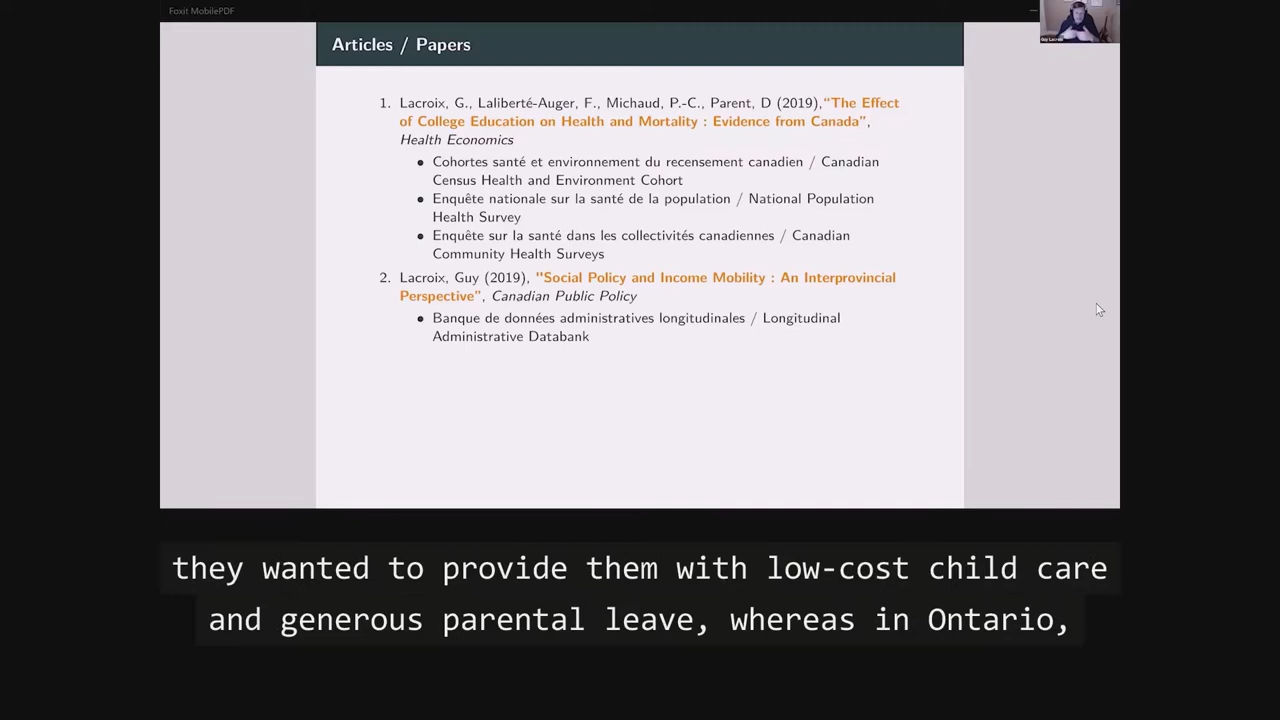 Foxit MobilePDF
Guy Lacroix
Articles / Papers
1. Lacroix, G., Laliberté-Auger, F., Michaud, P.-C., Parent, D (2019),“The Effect
of College Education on Health and Mortality : Evidence from Canada”,
Health Economics
• Cohortes santé et environnement du recensement canadien / Canadian
Census Health and Environment Cohort
• Enquête nationale sur la santé de la population / National Population
Health Survey
• Enquête sur la santé dans les collectivités canadiennes / Canadian
Community Health Surveys
2. Lacroix, Guy (2019), "Social Policy and Income Mobility : An Interprovincial
Perspective”, Canadian Public Policy
• Banque de données administratives longitudinales / Longitudinal
Administrative Databank
they wanted to provide them with low-cost child care
and generous parental leave, whereas in Ontario,